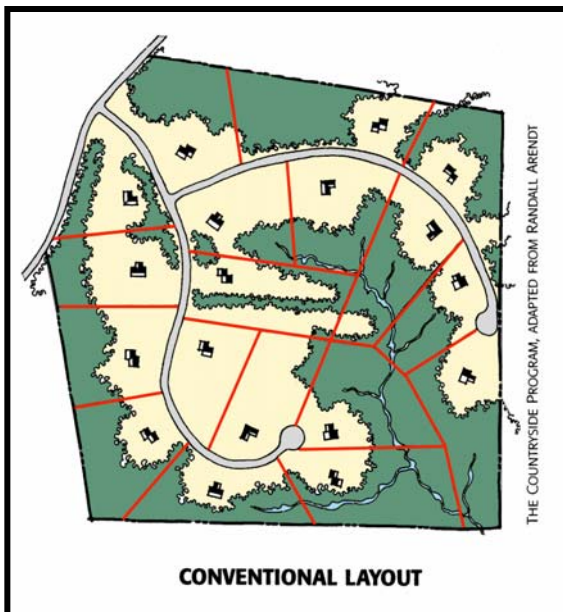 THE COUNTRYSIDE PROGRAM, ADAPTED FROM RANDALL ARENDT
CONVENTIONAL LAYOUT